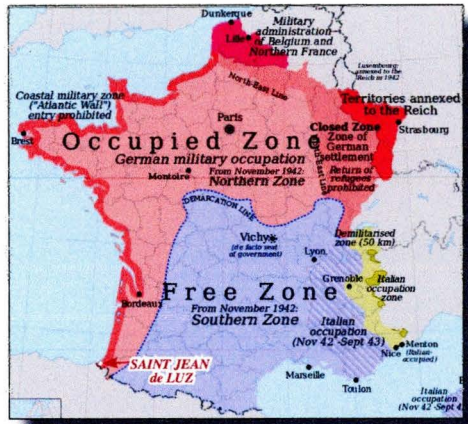 Dunkerque
Lille
Military
administration
of Belgium and
Northern France
Luxembourg:
annexed to the
Reich in 1942
North-East Line
Coastal military zone
("Atlantic Wall")
entry prohibited
Territories annexed
to the Reich
Paris
Brest
Closed Zone
Zone of
German
settlement
Return of
refugees
prohibited
North-East Line
Strasbourg
Occupied Zone
German military occupation
From November 1942:
Northern Zone
Montoire
DEMARCATION LINE
Vichy
(de facto seat
of government)
Demilitarised
zone (50 km)
Lyon
Grenoble
Italian
occupation
zone
Bordeaux
Free Zone
From November 1942:
Southern Zone
Italian
occupation
(Nov 42-Sept 43)
Menton
(Italian-
occupied)
Nice
SAINT JEAN
de LUZ
Marseille
Toulon
Italian
occupation
(Nov 42-Sept 4